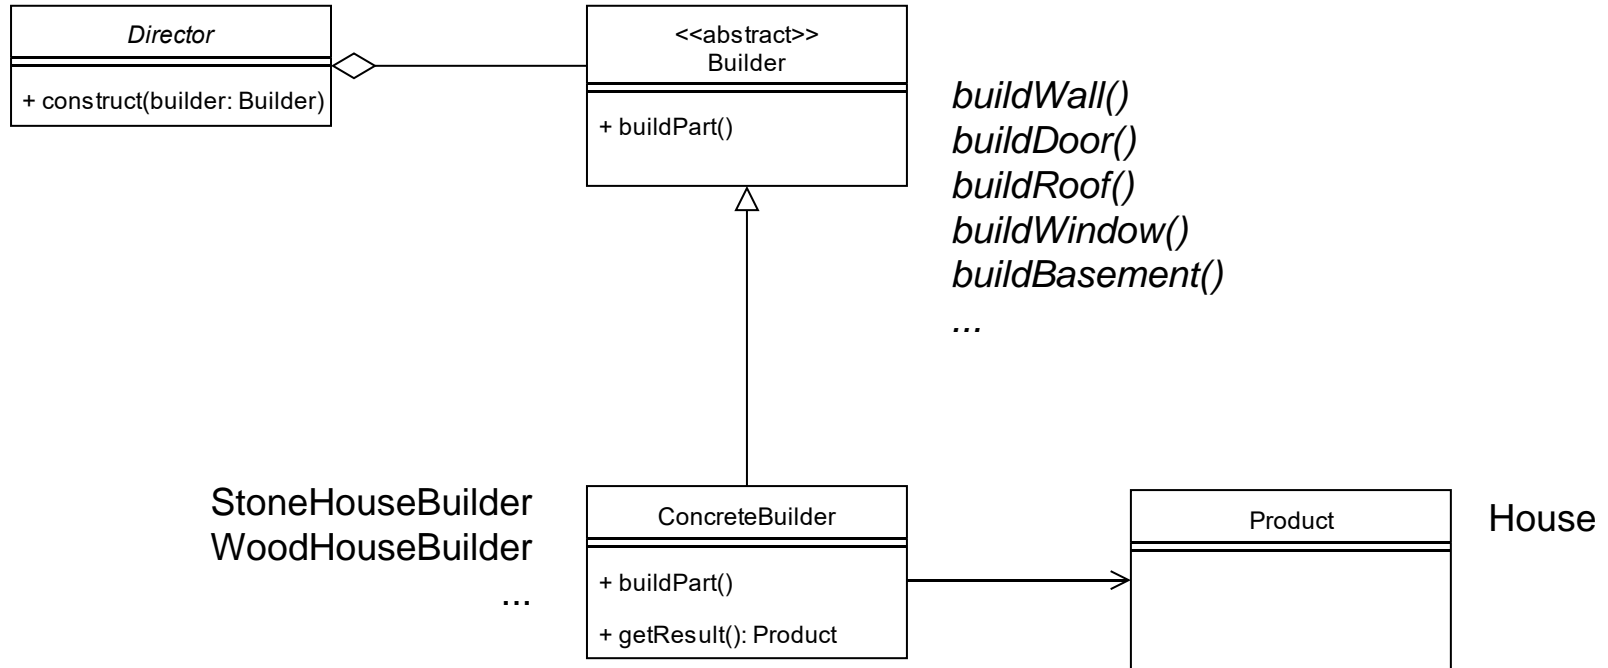 Director
+ construct(builder: Builder)
<<abstract>>
Builder
+ buildPart()
buildWall()
buildDoor()
buildRoof()
buildWindow()
buildBasement()
...
StoneHouseBuilder
WoodHouseBuilder
...
ConcreteBuilder
+ buildPart()
+ getResult(): Product
Product
House